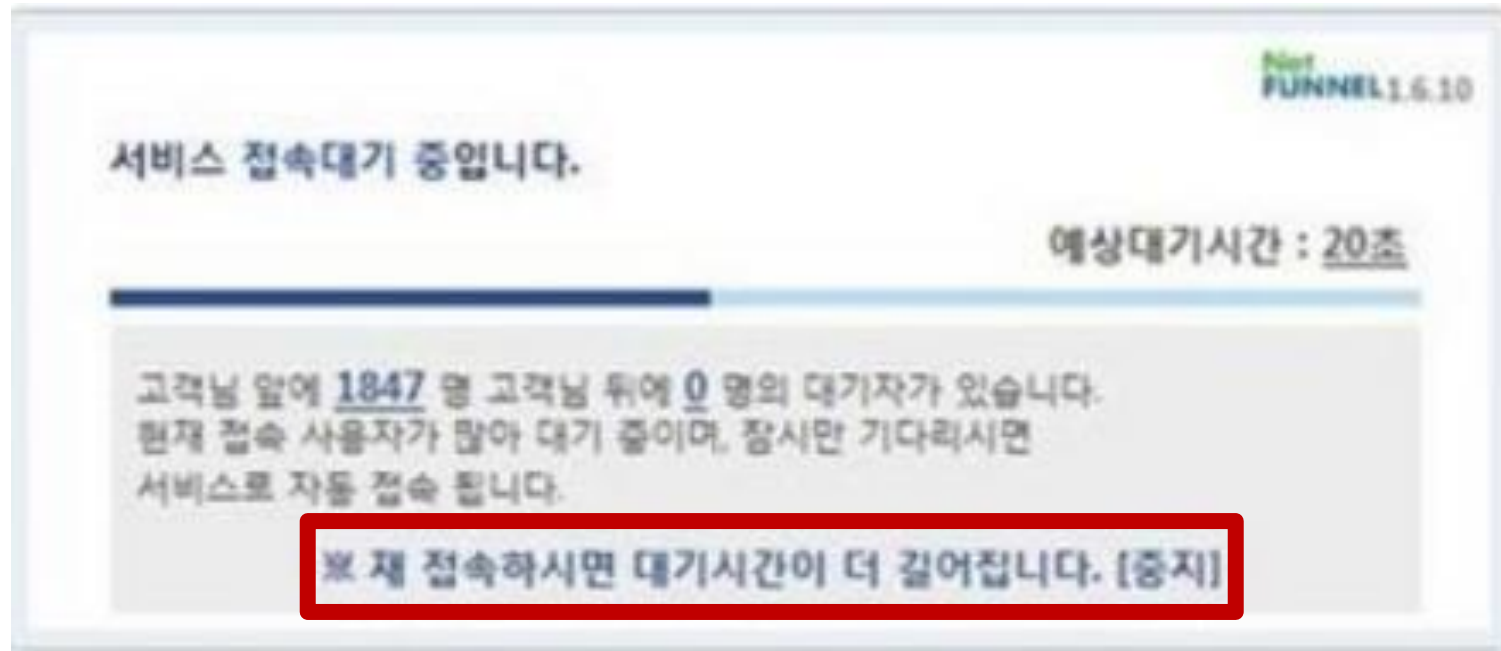 Net
FUNNEL 1.6.10
서비스 접속대기 중입니다.
예상대기시간 : 20초
고객님 앞에 1847 명 고객님 뒤에 0 명의 대기자가 있습니다.
현재 접속 사용자가 많아 대기 중이며, 잠시만 기다리시면
서비스로 자동 접속 됩니다.
※ 재 접속하시면 대기시간이 더 길어집니다. [중지]